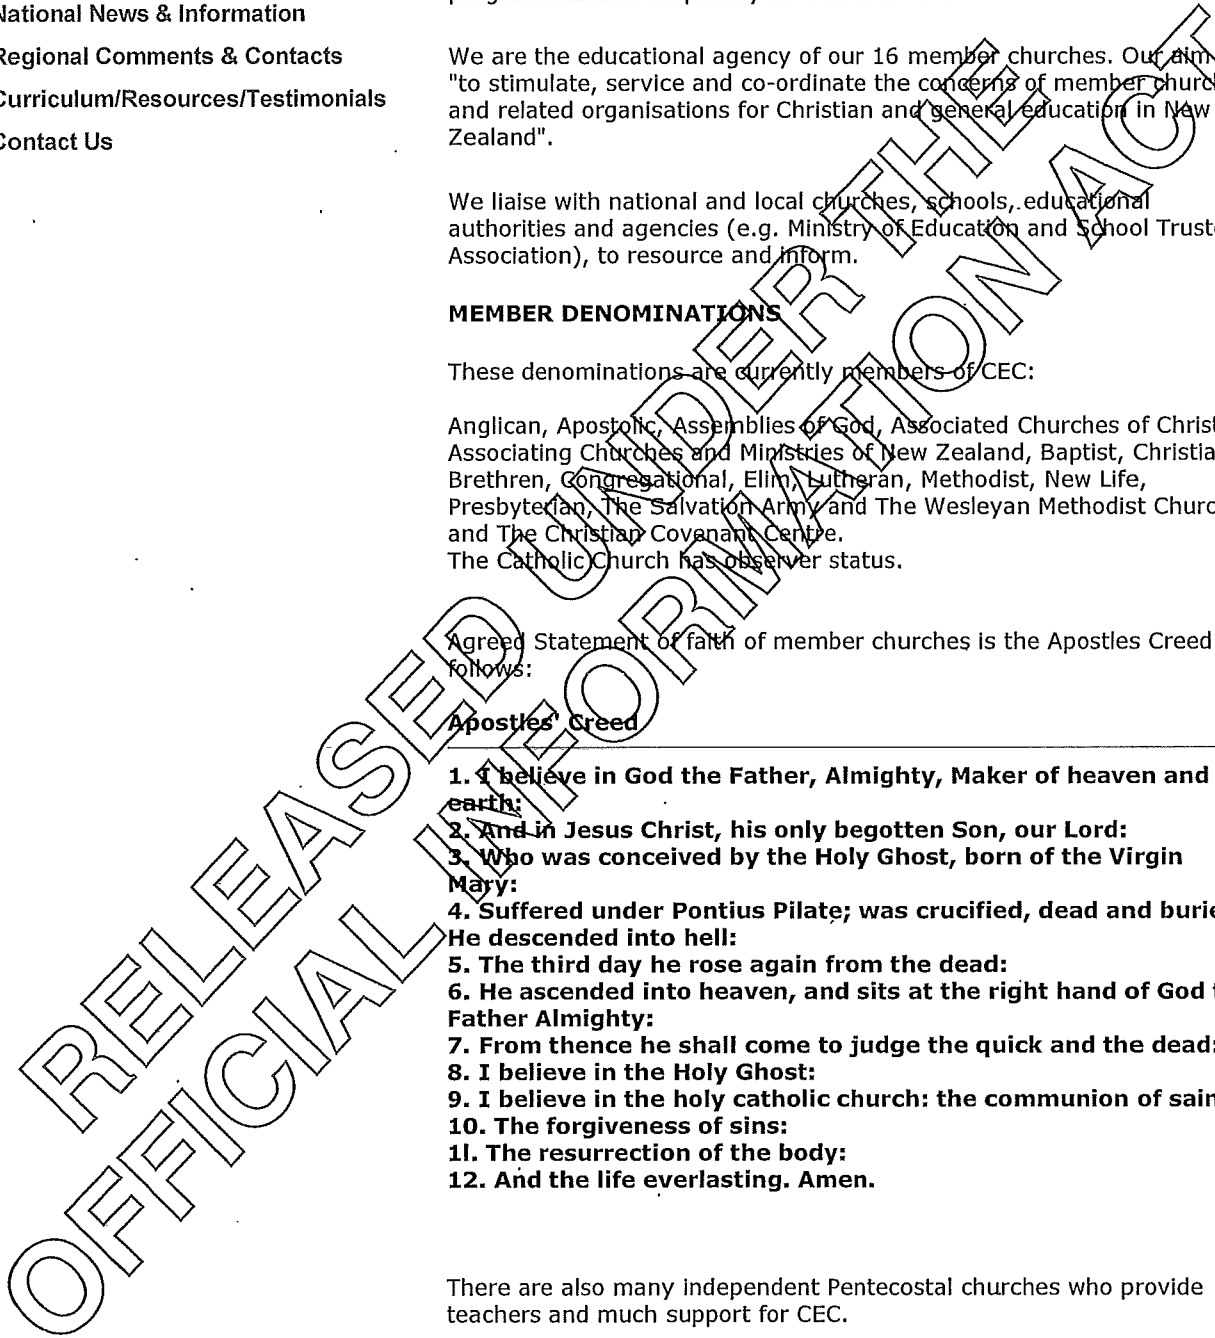 National News & Information
Regional Comments & Contacts
Curriculum/Resources/Testimonials
Contact Us
We are the educational agency of our 16 member churches. Our aim
"to stimulate, service and co-ordinate the concerns of member churc
and related organisations for Christian and general education in New
Zealand".
We liaise with national and local churches, schools, educational
authorities and agencies (e.g. Ministry of Education and School Trust
Association), to resource and inform.
MEMBER DENOMINATIONS
These denominations are currently members of CEC:
Anglican, Apostolic, Assemblies of God, Associated Churches of Christ
Associating Churches and Ministries of New Zealand, Baptist, Christia
Brethren, Congregational, Elim, Lutheran, Methodist, New Life,
Presbyterian, The Salvation Army and The Wesleyan Methodist Churc
and The Christian Covenant Centre.
The Catholic Church has observer status.
Agreed Statement of faith of member churches is the Apostles Creed
follows:
Apostles' Creed
1. I believe in God the Father, Almighty, Maker of heaven and
earth:
2. And in Jesus Christ, his only begotten Son, our Lord:
3. Who was conceived by the Holy Ghost, born of the Virgin
Mary:
4. Suffered under Pontius Pilate; was crucified, dead and burie
He descended into hell:
5. The third day he rose again from the dead:
6. He ascended into heaven, and sits at the right hand of God t
Father Almighty:
7. From thence he shall come to judge the quick and the dead:
8. I believe in the Holy Ghost:
9. I believe in the holy catholic church: the communion of sain
10. The forgiveness of sins:
1l. The resurrection of the body:
12. And the life everlasting. Amen.
There are also many independent Pentecostal churches who provide
teachers and much support for CEC.
RELEASED UNDER THE
OFFICIAL INFORMATION ACT